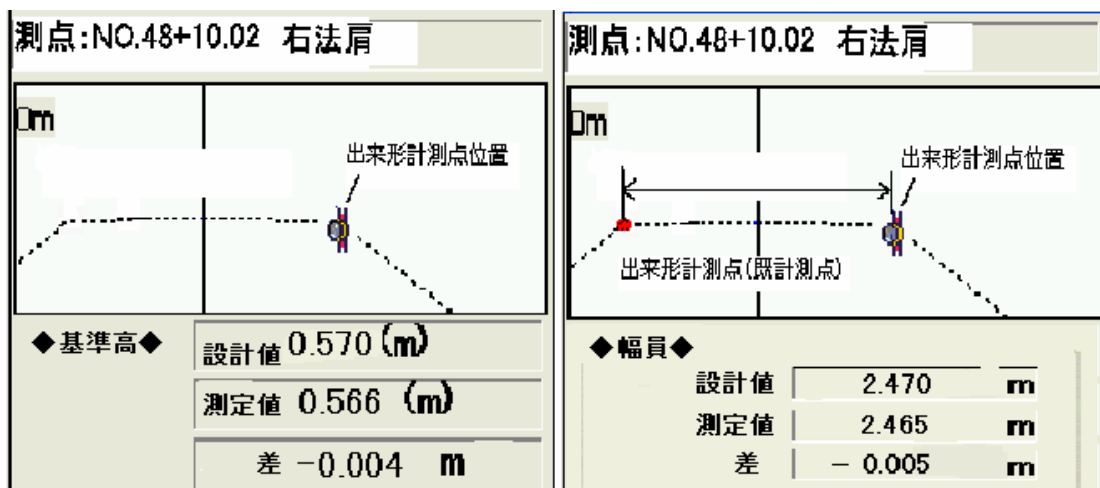 測点:NO.48+10.02 右法肩
0m
出来形計測点位置
◆基準高◆
設計値 0.570 (m)
測定値 0.566 (m)
差 -0.004 m
測点:NO.48+10.02 右法肩
0m
出来形計測点位置
出来形計測点(既計測点)
◆幅員◆
設計値 2.470 m
測定値 2.465 m
差 - 0.005 m